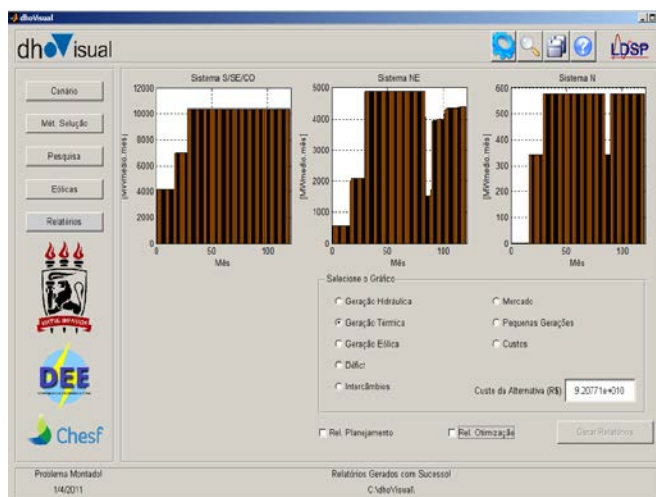 dhoVisual
dhoVisual
LDSP
Cenário
Mét. Solução
Pesquisa
Eólicas
Relatórios
DEE
Chesf
Sistema S/SE/CO
[MWmedio.mês]
12000
10000
8000
6000
4000
2000
0
0 50 100
Mês
Sistema NE
[MWmedio.mês]
5000
4000
3000
2000
1000
0
0 50 100
Mês
Sistema N
[MWmedio.mês]
600
500
400
300
200
100
0
0 50 100
Mês
Selecione o Gráfico
Geração Hidráulica
Mercado
Geração Térmica
Pequenas Gerações
Geração Eólica
Custos
Défict
Intercâmbios
Custo da Alternativa (R$) 9.20771e+010
Rel. Planejamento
Rel. Otimização
Gerar Relatórios
Problema Montado!
Relatórios Gerados com Sucesso!
1/4/2011
C:\dhoVisual\